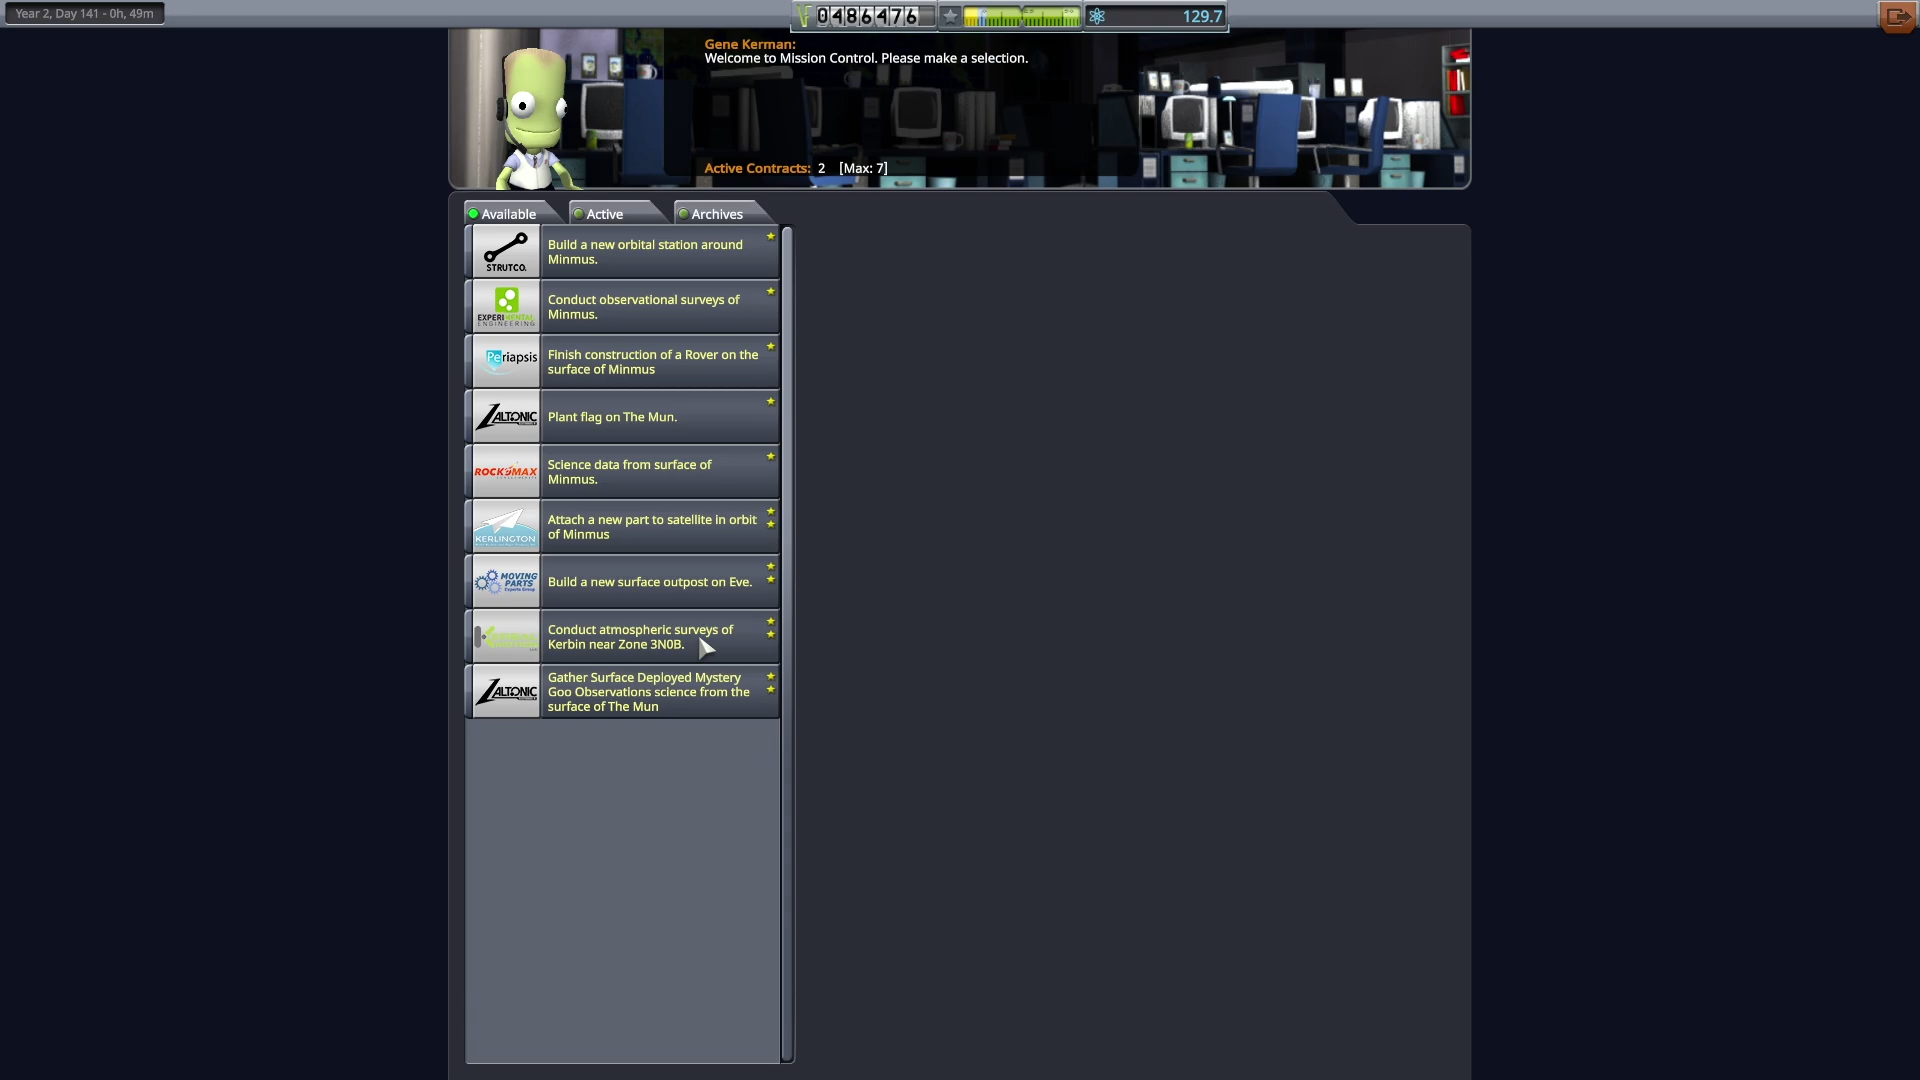 Year 2, Day 141 - 0h, 49m
0486476
129.7
Gene Kerman:
Welcome to Mission Control. Please make a selection.
Active Contracts: 2 [Max: 7]
Available
Active
Archives
STRUTCO.
Build a new orbital station around
Minmus.
EXPERIMENTAL
ENGINEERING
Conduct observational surveys of
Minmus.
Periapsis
Finish construction of a Rover on the
surface of Minmus
ZALTONIC
Plant flag on The Mun.
ROCKOMAX
Science data from surface of
Minmus.
KERLINGTON
Attach a new part to satellite in orbit
of Minmus
MOVING
PARTS
Experts Group
Build a new surface outpost on Eve.
Conduct atmospheric surveys of
Kerbin near Zone 3N0B.
ZALTONIC
Gather Surface Deployed Mystery
Goo Observations science from the
surface of The Mun